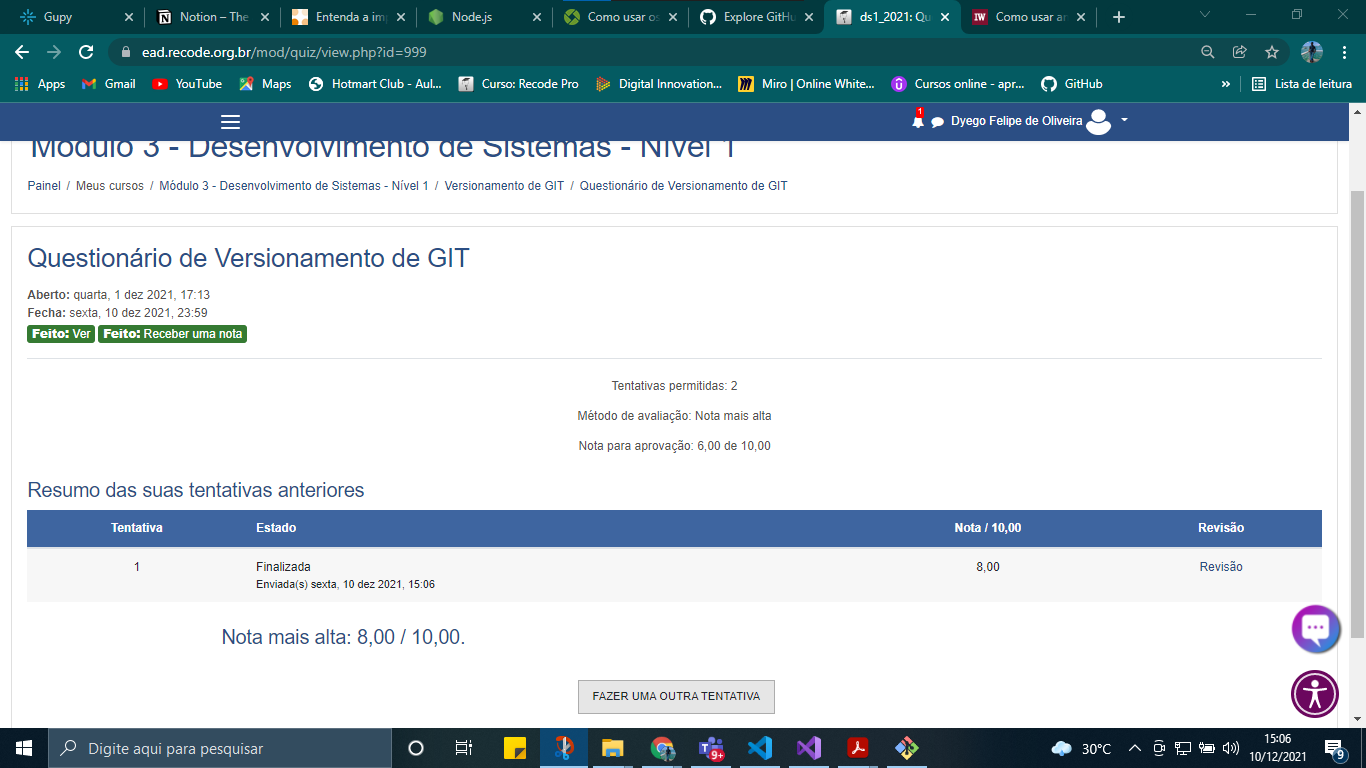 Gupy
Notion – The
Entenda a im
Node.js
Como usar os
Explore GitHu
ds1_2021: Qu
Como usar ar
ead.recode.org.br/mod/quiz/view.php?id=999
Apps
Gmail
YouTube
Maps
Hotmart Club - Aul...
Curso: Recode Pro
Digital Innovation...
Miro | Online White...
Cursos online - apr...
GitHub
»
Lista de leitura
1
Dyego Felipe de Oliveira
Módulo 3 - Desenvolvimento de Sistemas - Nível 1
Painel / Meus cursos / Módulo 3 - Desenvolvimento de Sistemas - Nível 1 / Versionamento de GIT / Questionário de Versionamento de GIT
Questionário de Versionamento de GIT
Aberto: quarta, 1 dez 2021, 17:13
Fecha: sexta, 10 dez 2021, 23:59
Feito: Ver Feito: Receber uma nota
Tentativas permitidas: 2
Método de avaliação: Nota mais alta
Nota para aprovação: 6,00 de 10,00
Resumo das suas tentativas anteriores
Tentativa Estado Nota / 10,00 Revisão
1 Finalizada 8,00 Revisão
Enviada(s) sexta, 10 dez 2021, 15:06
Nota mais alta: 8,00 / 10,00.
FAZER UMA OUTRA TENTATIVA
Digite aqui para pesquisar
9+
30°C
15:06
10/12/2021
9